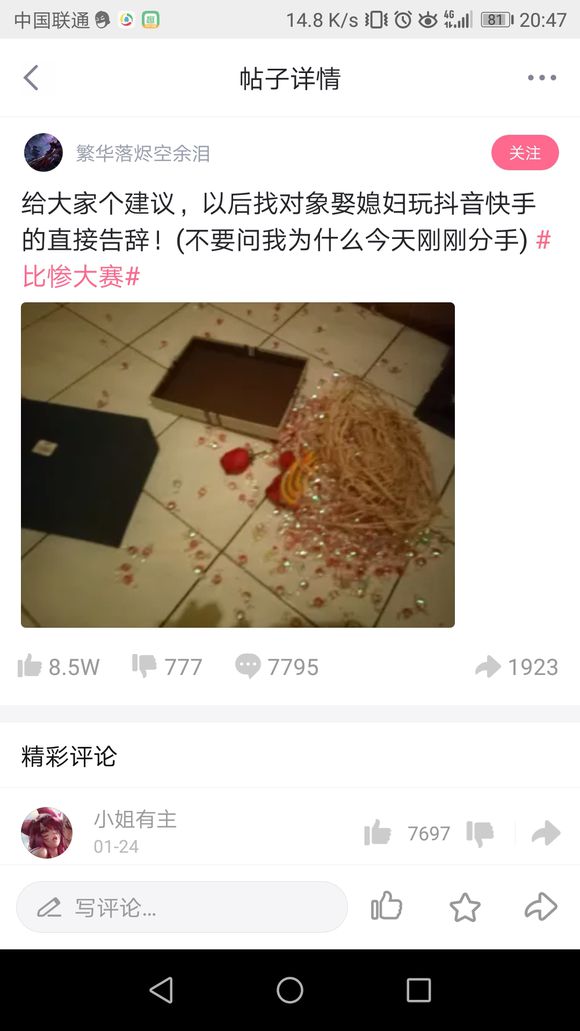 中国联通 14.8 K/s 4G 81 20:47
帖子详情
繁华落烬空余泪 关注
给大家个建议，以后找对象娶媳妇玩抖音快手
的直接告辞！(不要问我为什么今天刚刚分手) #
比惨大赛#
8.5W 777 7795 1923
精彩评论
小姐有主
01-24 7697
写评论...